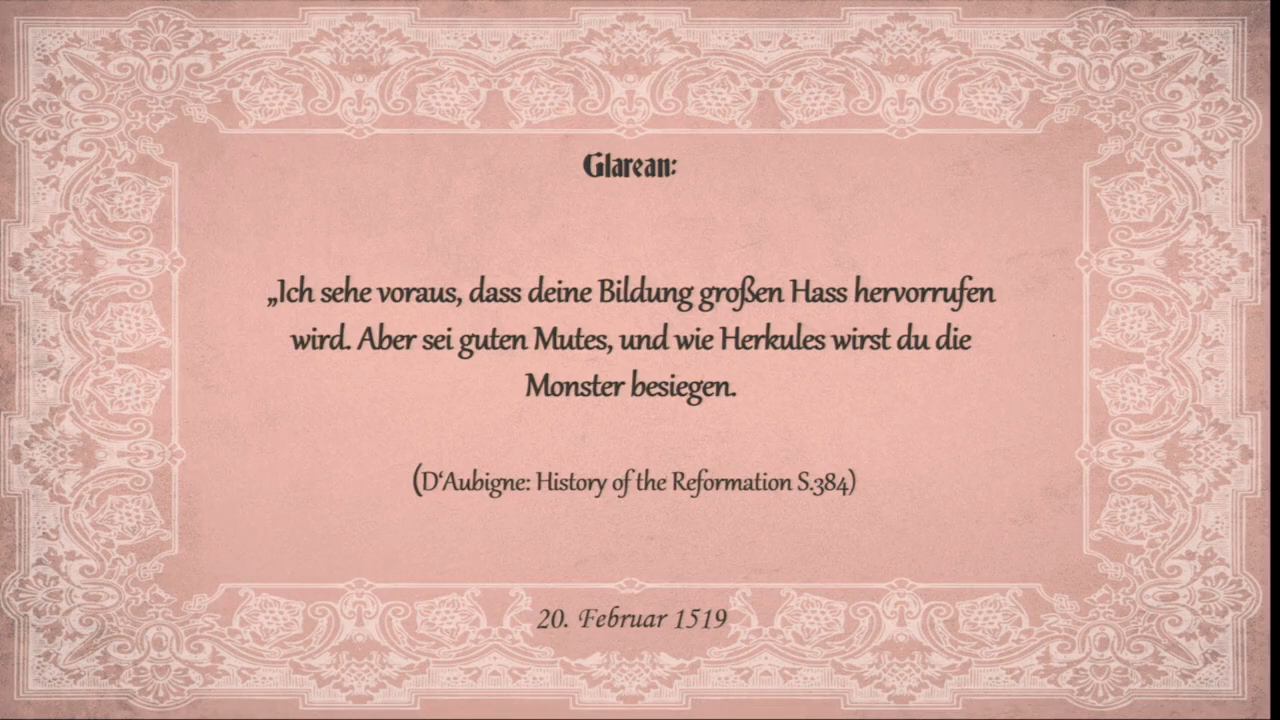 Glarean:
„Ich sehe voraus, dass deine Bildung großen Hass hervorrufen
wird. Aber sei guten Mutes, und wie Herkules wirst du die
Monster besiegen.
(D‘Aubigne: History of the Reformation S.384)
20. Februar 1519